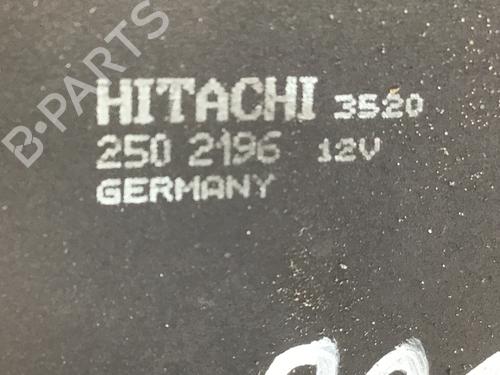 B-PARTS
HITACHI 3520
250 2196 12V
GERMANY